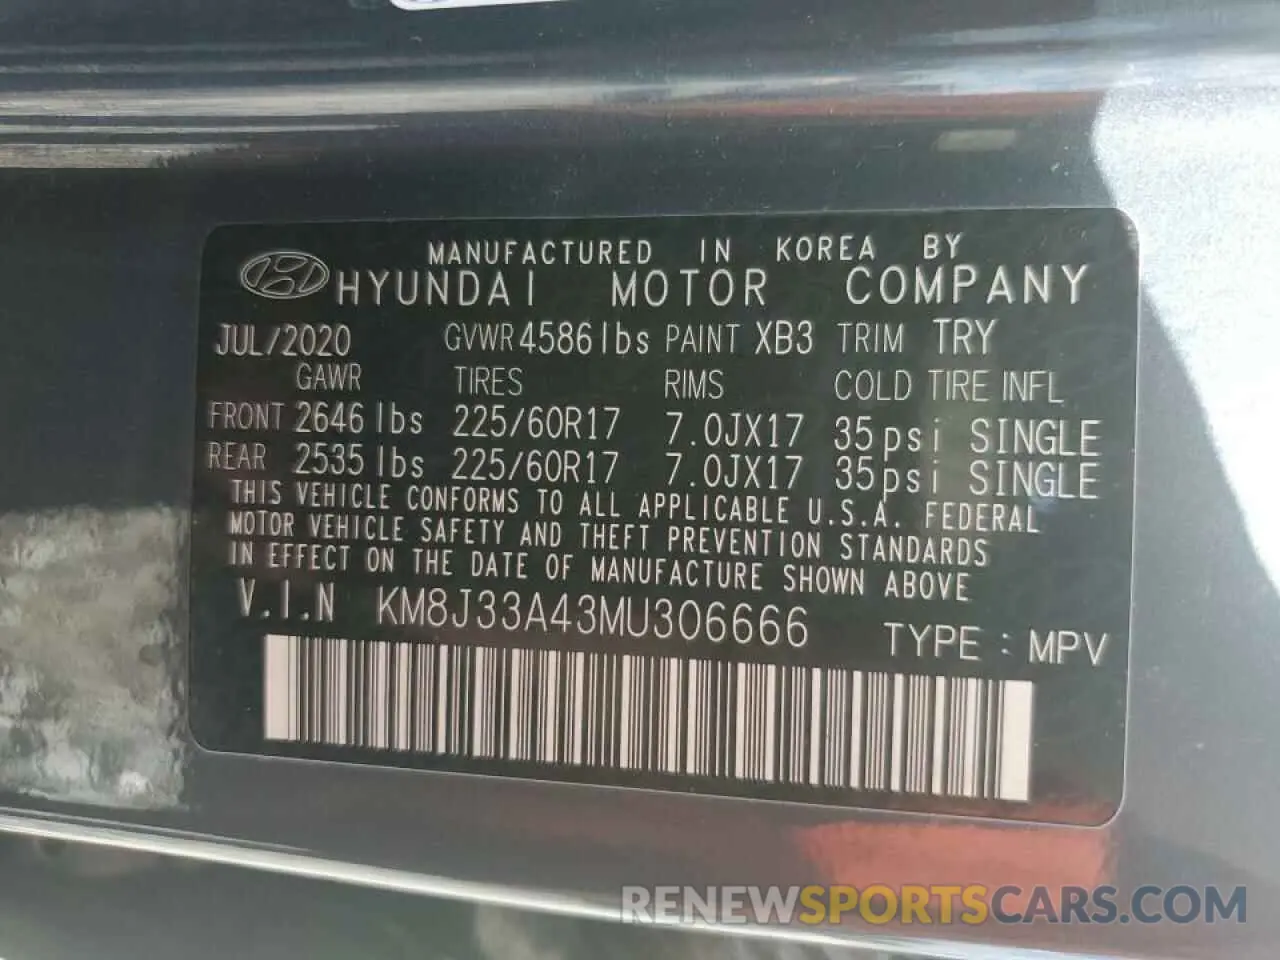 MANUFACTURED IN KOREA BY
HYUNDAI MOTOR COMPANY
JUL/2020 GVWR 4586 lbs PAINT XB3 TRIM TRY
GAWR TIRES RIMS COLD TIRE INFL
FRONT 2646 lbs 225/60R17 7.0JX17 35psi SINGLE
REAR 2535 lbs 225/60R17 7.0JX17 35psi SINGLE
THIS VEHICLE CONFORMS TO ALL APPLICABLE U.S.A. FEDERAL
MOTOR VEHICLE SAFETY AND THEFT PREVENTION STANDARDS
IN EFFECT ON THE DATE OF MANUFACTURE SHOWN ABOVE
V.I.N KM8J33A43MU306666 TYPE : MPV
RENEWSPORTSCARS.COM